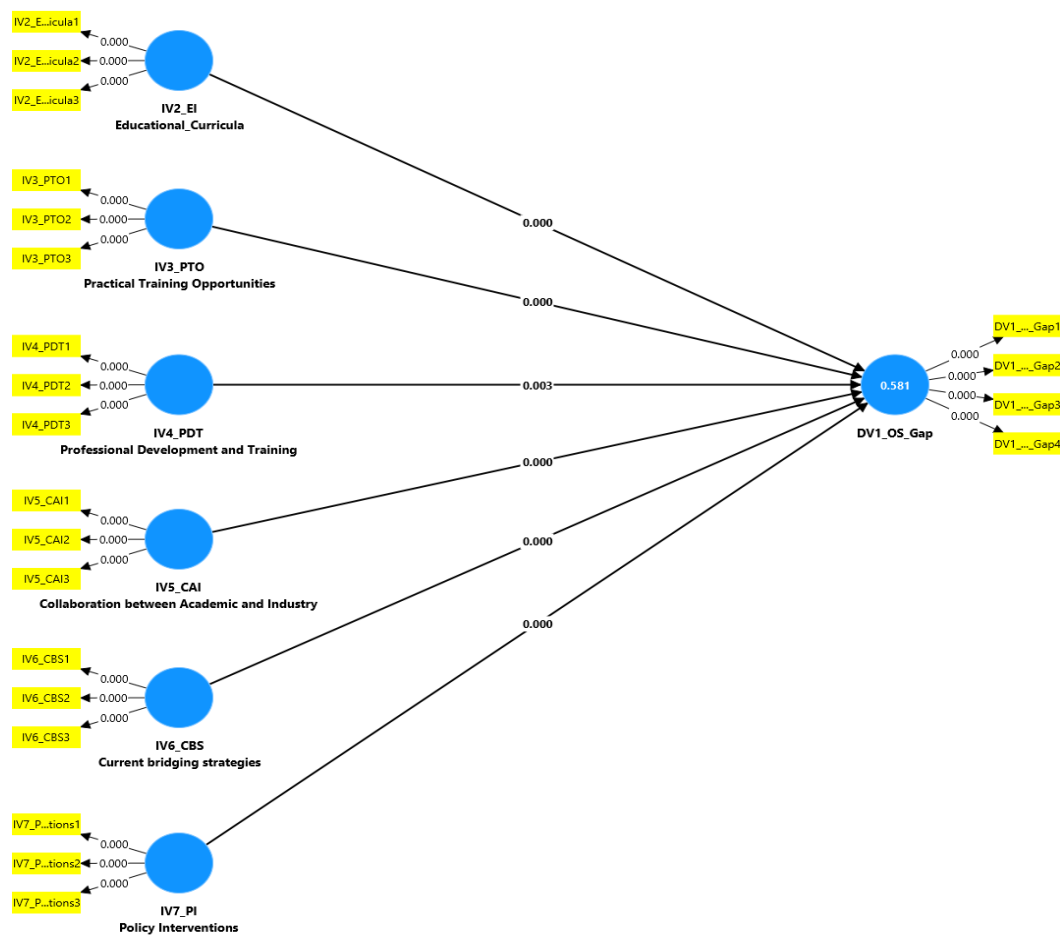 IV2_E...icula1
0.000
IV2_E...icula2
0.000
IV2_E...icula3
0.000
IV2_EI
Educational_Curricula
0.000
IV3_PTO1
0.000
IV3_PTO2
0.000
IV3_PTO3
0.000
IV3_PTO
Practical Training Opportunities
0.000
IV4_PDT1
0.000
IV4_PDT2
0.000
IV4_PDT3
0.000
IV4_PDT
Professional Development and Training
0.003
IV5_CAI1
0.000
IV5_CAI2
0.000
IV5_CAI3
0.000
IV5_CAI
Collaboration between Academic and Industry
0.000
IV6_CBS1
0.000
IV6_CBS2
0.000
IV6_CBS3
0.000
IV6_CBS
Current bridging strategies
0.000
IV7_P...tions1
0.000
IV7_P...tions2
0.000
IV7_P...tions3
0.000
IV7_PI
Policy Interventions
0.000
0.581
DV1_OS_Gap
0.000
DV1_..._Gap1
0.000
DV1_..._Gap2
0.000
DV1_..._Gap3
0.000
DV1_..._Gap4